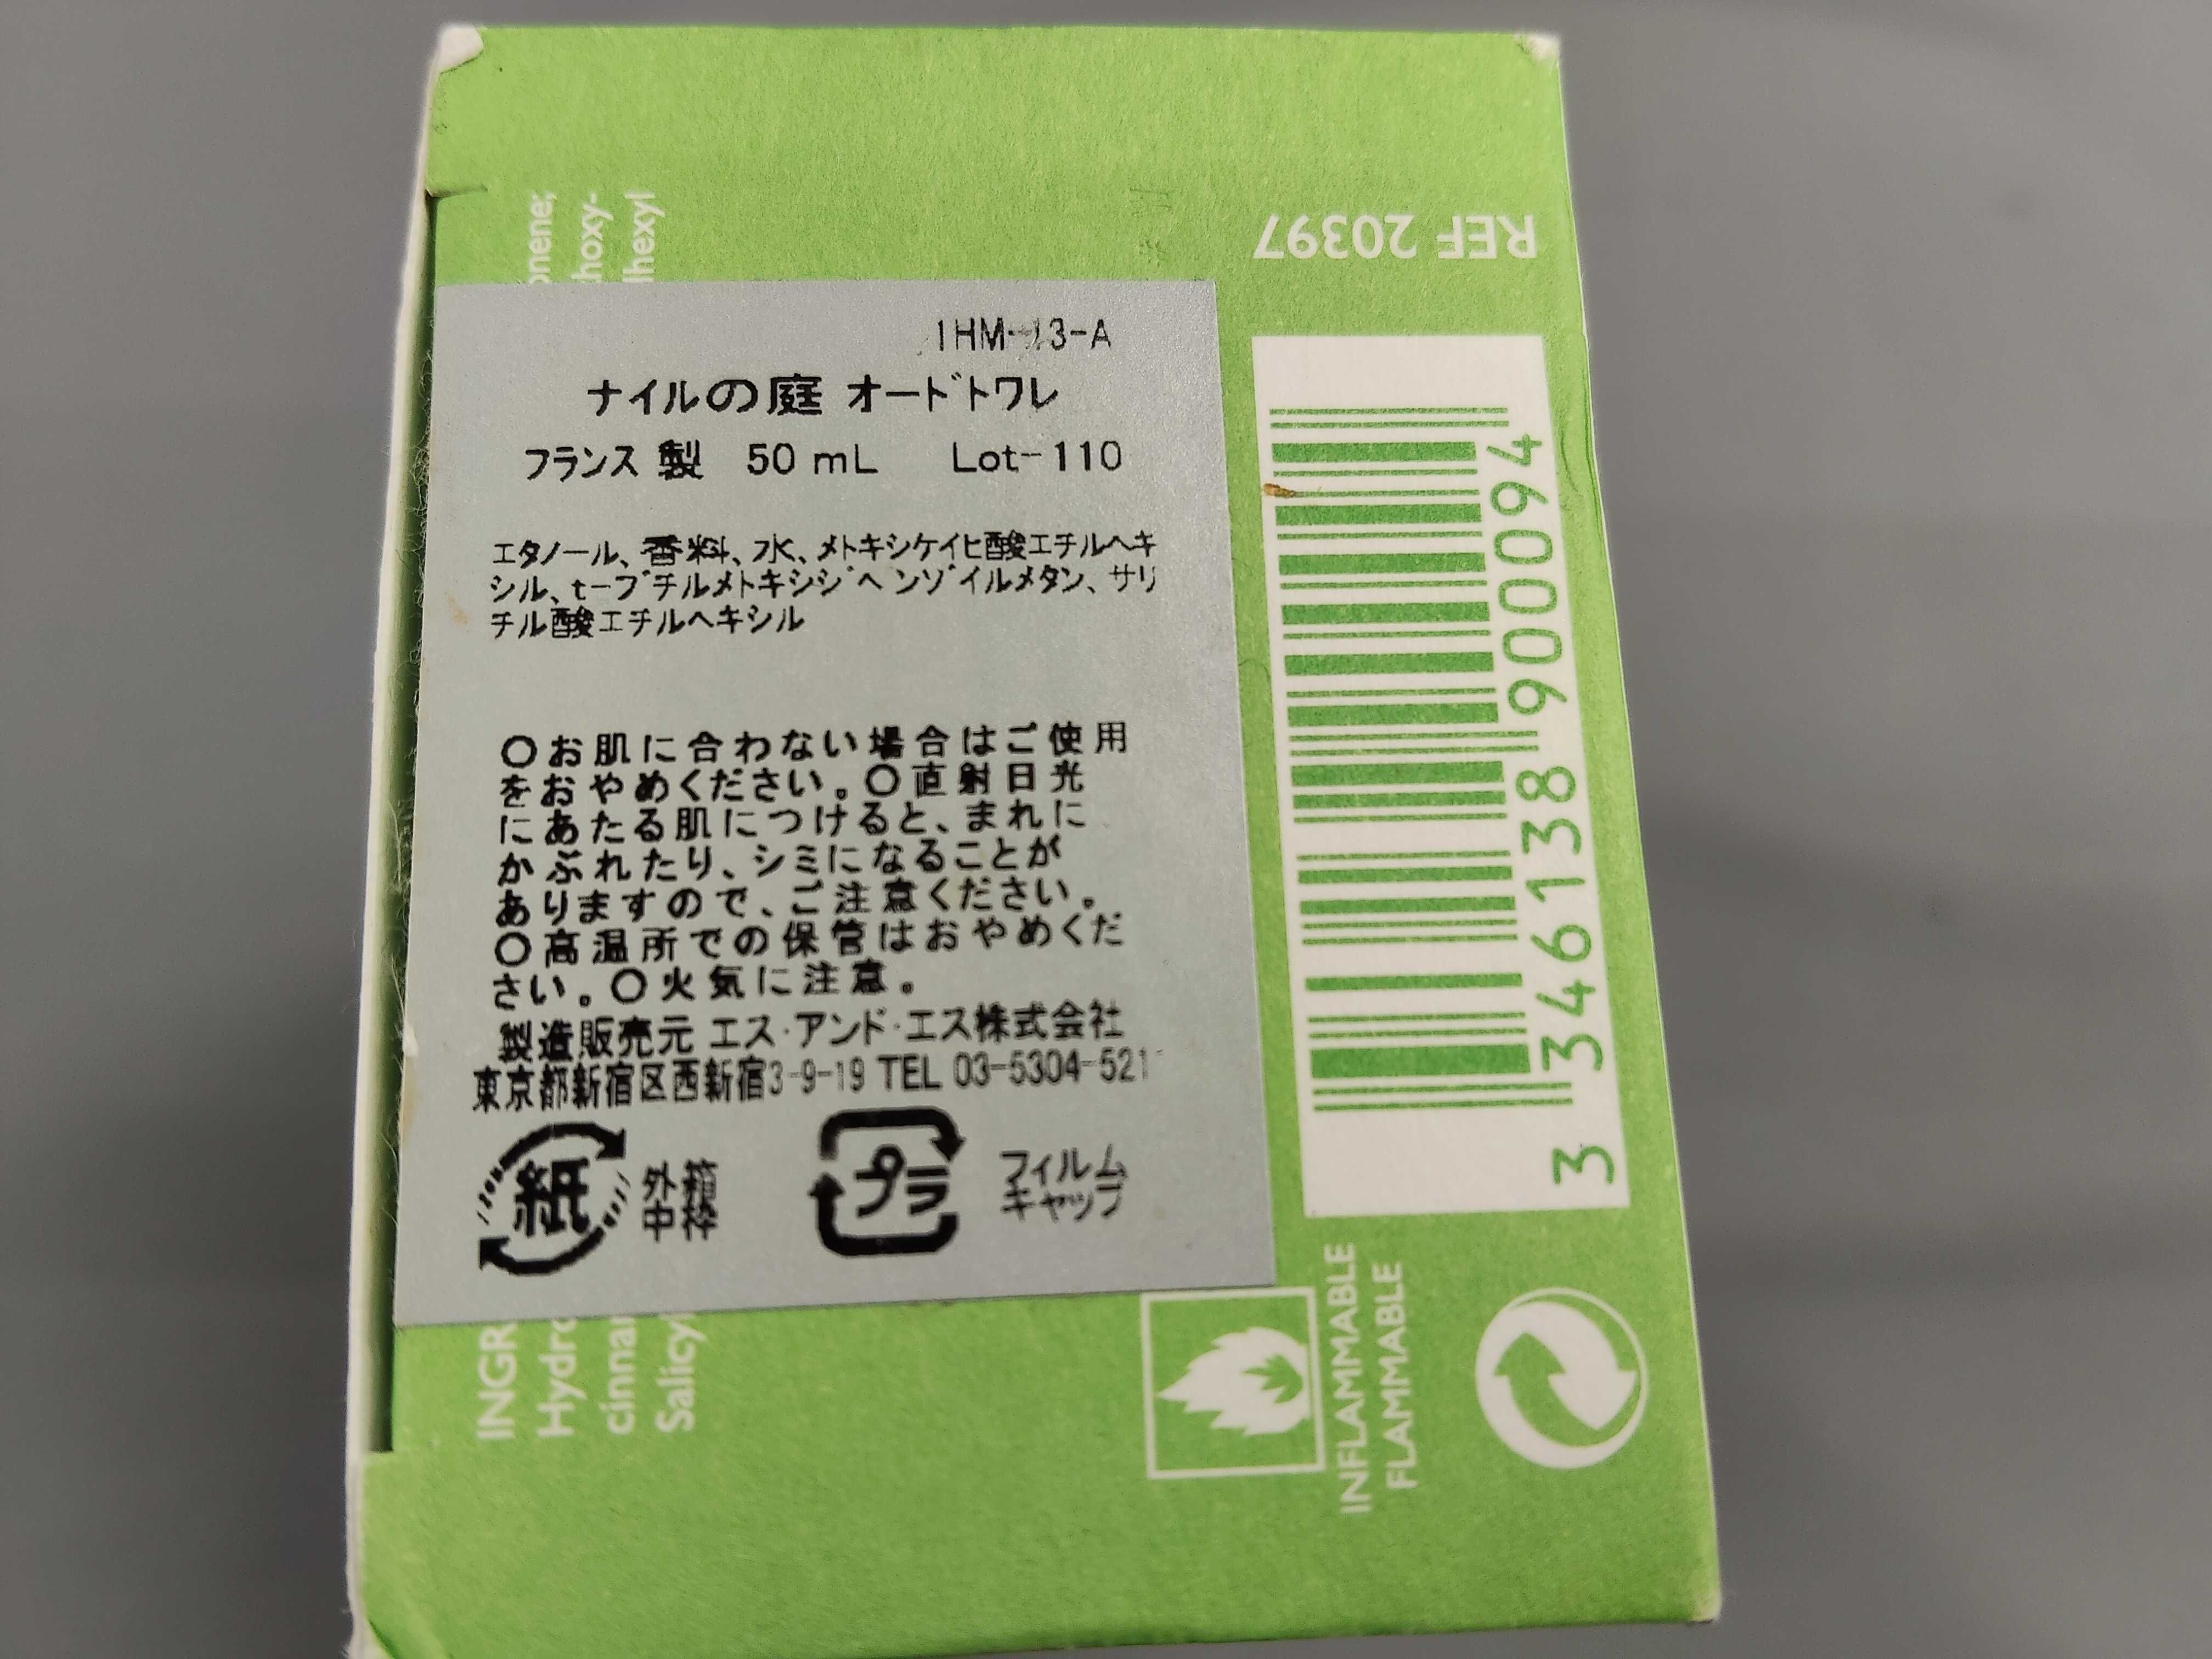 REF 20397
onene;
hoxy-
lhexyl
1HM-13-A
ナイルの庭 オードトワレ
フランス製 50 mL Lot-110
エタノール、香料、水、メトキシケイヒ酸エチルヘキ
シル、t-ブチルメトキシジベンゾイルメタン、サリ
チル酸エチルヘキシル
○お肌に合わない場合はご使用
をおやめください。○直射日光
にあたる肌につけると、まれに
かぶれたり、シミになることが
ありますので、ご注意ください。
○高温所での保管はおやめくだ
さい。○火気に注意。
製造販売元 エス・アンド・エス株式会社
東京都新宿区西新宿3-9-19 TEL 03-5304-521
紙 外箱
中枠
プラ フィルム
キャップ
3 346138 900094
INGR
Hydro
cinnar
Salicy
INFLAMMABLE
FLAMMABLE